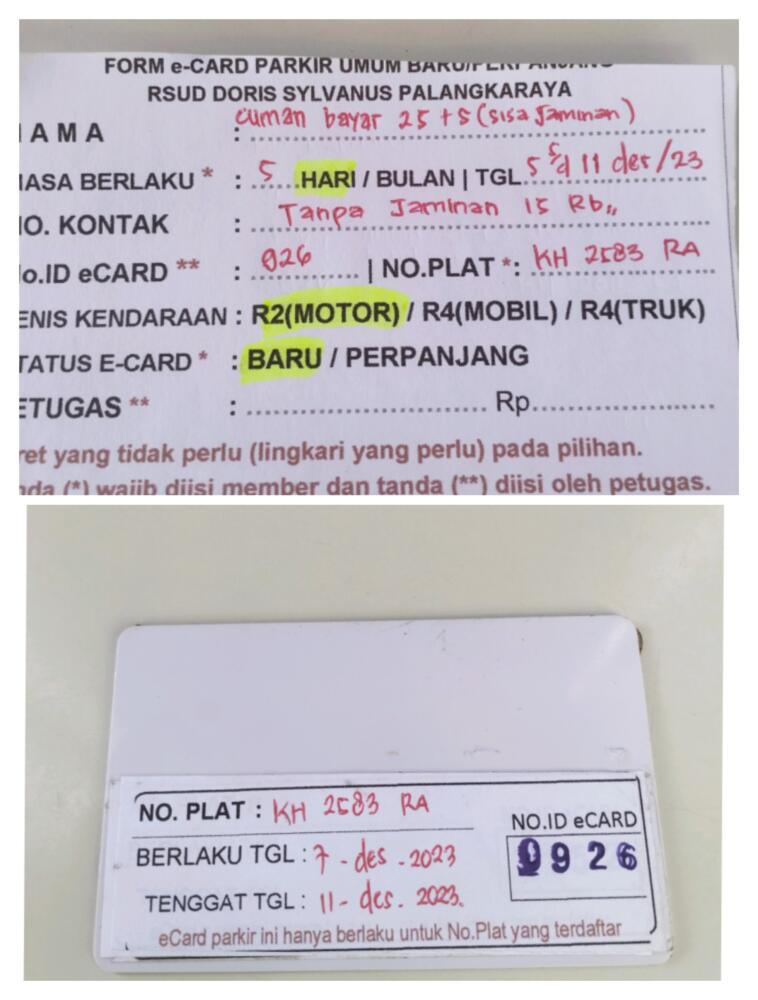 FORM e-CARD PARKIR UMUM BARU/PERPANJANG
RSUD DORIS SYLVANUS PALANGKARAYA
cuman bayar 25 + 5 (sisa Jaminan)
AMA :
ASA BERLAKU * : 5 HARI / BULAN | TGL. 5 s/d 11 des/23
O. KONTAK : Tanpa Jaminan 15 Rb,,
o.ID eCARD ** : 926 | NO.PLAT *: KH 2583 RA
ENIS KENDARAAN : R2(MOTOR) / R4(MOBIL) / R4(TRUK)
TATUS E-CARD * : BARU / PERPANJANG
ETUGAS ** : Rp.
ret yang tidak perlu (lingkari yang perlu) pada pilihan.
nda (*) wajib diisi member dan tanda (**) diisi oleh petugas.
NO. PLAT : KH 2583 RA
NO.ID eCARD
BERLAKU TGL : 7 - des - 2023
0926
TENGGAT TGL : 11 - des. 2023.
eCard parkir ini hanya berlaku untuk No.Plat yang terdaftar